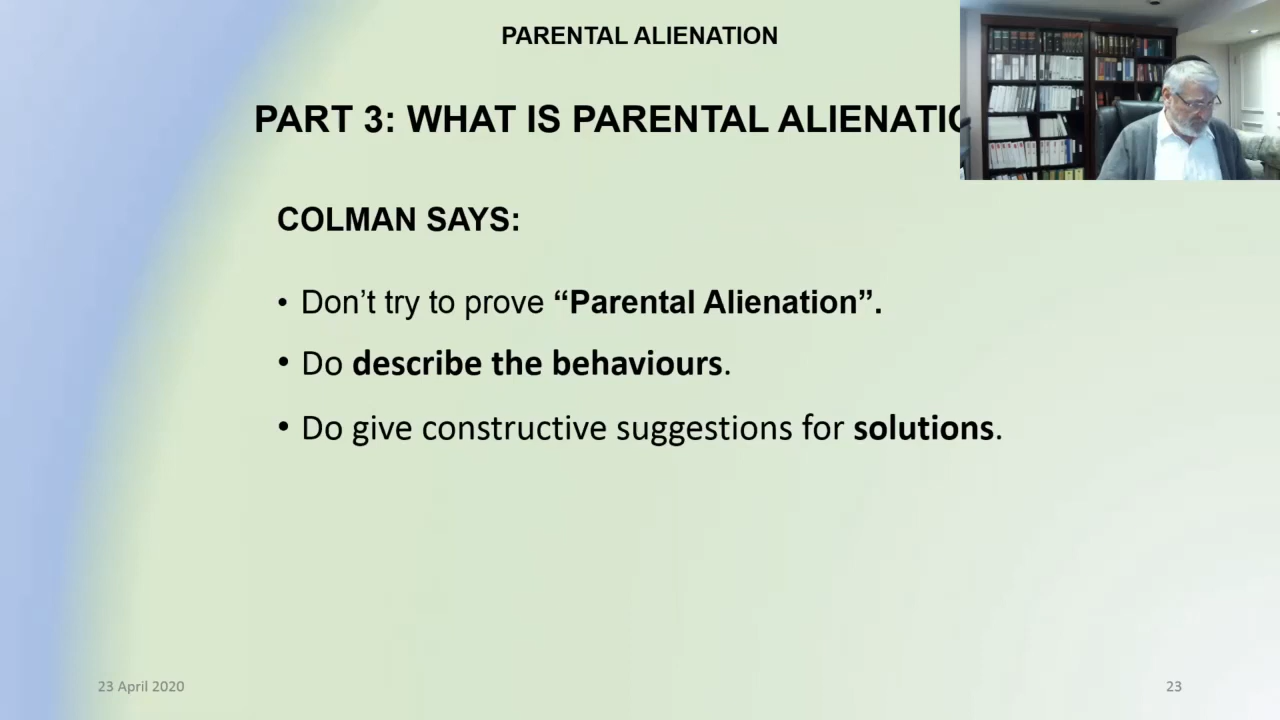 PARENTAL ALIENATION
PART 3: WHAT IS PARENTAL
COLMAN SAYS:
• Don’t try to prove “Parental Alienation”.
• Do describe the behaviours.
• Do give constructive suggestions for solutions.
23 April 2020
23